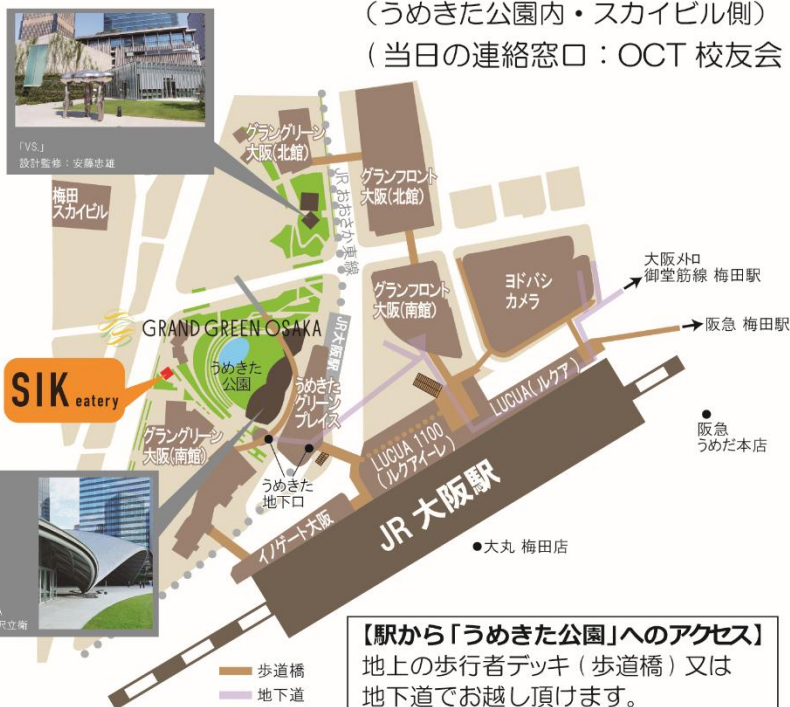 (うめきた公園内・スカイビル側)
(当日の連絡窓口:OCT 校友会
「VS.」
設計監修:安藤忠雄
グラングリーン
大阪(北館)
JRおおさか東線
グランフロント
大阪(北館)
梅田
スカイビル
大阪メトロ
御堂筋線 梅田駅
ヨドバシ
カメラ
グランフロント
大阪(南館)
阪急 梅田駅
GRAND GREEN OSAKA
JR大阪駅
うめきた
公園
SIK eatery
うめきた
グリーン
プレイス
LUCUA(ルクア)
阪急
うめだ本店
グラングリーン
大阪(南館)
LUCUA 1100
(ルクアイーレ)
うめきた
地下口
JR 大阪駅
イノゲート大阪
●大丸 梅田店
沢立衛
【駅から「うめきた公園」へのアクセス】
地上の歩行者デッキ(歩道橋)又は
地下道でお越し頂けます。
歩道橋
地下道